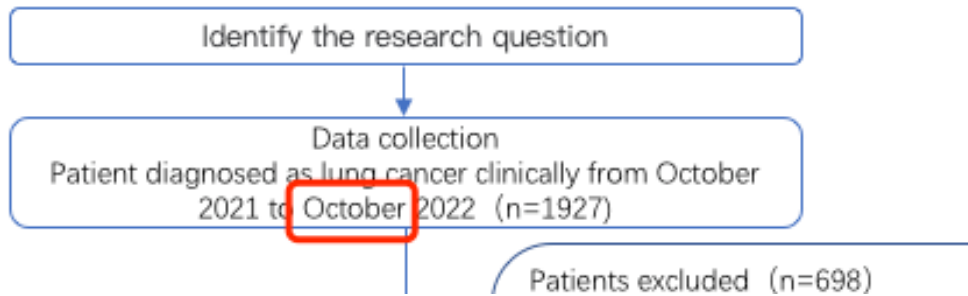 Identify the research question
Data collection
Patient diagnosed as lung cancer clinically from October
2021 to October 2022（n=1927)
Patients excluded（n=698）